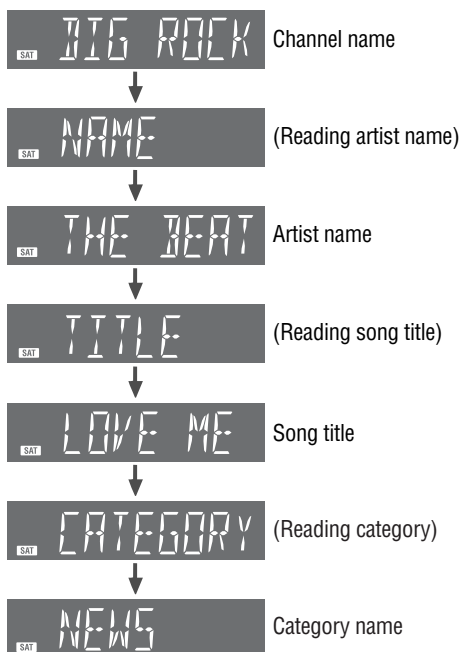 SAT BIG ROCK Channel name
SAT NAME (Reading artist name)
SAT THE BEAT Artist name
SAT TITLE (Reading song title)
SAT LOVE ME Song title
SAT CATEGORY (Reading category)
SAT NEWS Category name